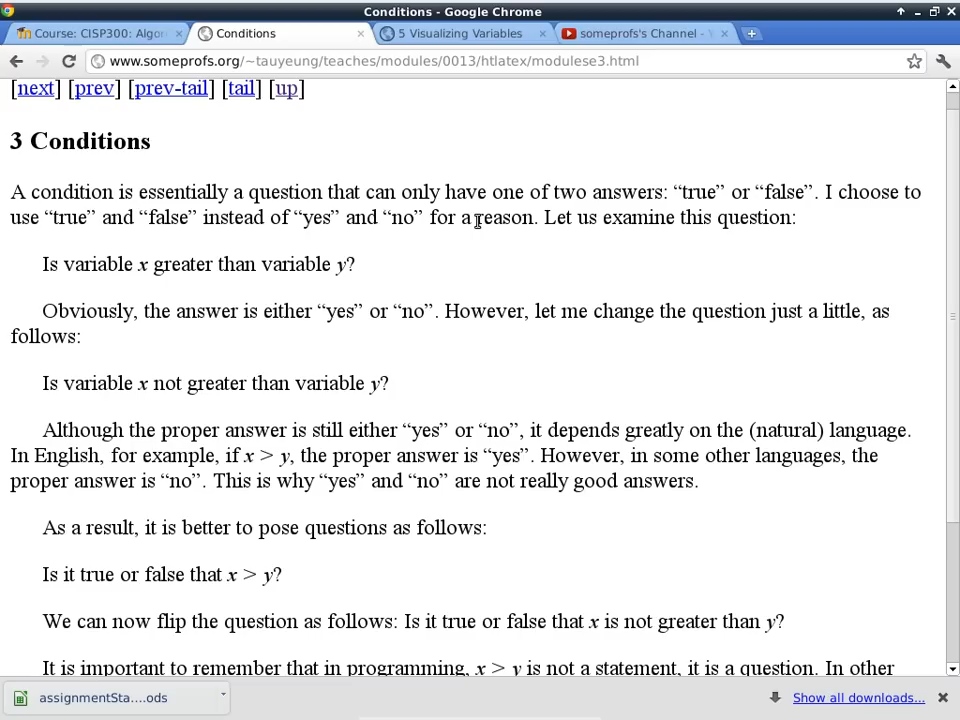 Conditions - Google Chrome
Course: CISP300: Algor
Conditions
5 Visualizing Variables
someprofs's Channel - Y
www.someprofs.org/~tauyeung/teaches/modules/0013/htlatex/modulese3.html
[next] [prev] [prev-tail] [tail] [up]
3 Conditions
A condition is essentially a question that can only have one of two answers: “true” or “false”. I choose to
use “true” and “false” instead of “yes” and “no” for a reason. Let us examine this question:
Is variable x greater than variable y?
Obviously, the answer is either “yes” or “no”. However, let me change the question just a little, as
follows:
Is variable x not greater than variable y?
Although the proper answer is still either “yes” or “no”, it depends greatly on the (natural) language.
In English, for example, if x > y, the proper answer is “yes”. However, in some other languages, the
proper answer is “no”. This is why “yes” and “no” are not really good answers.
As a result, it is better to pose questions as follows:
Is it true or false that x > y?
We can now flip the question as follows: Is it true or false that x is not greater than y?
It is important to remember that in programming, x > y is not a statement, it is a question. In other
assignmentSta....ods
Show all downloads...